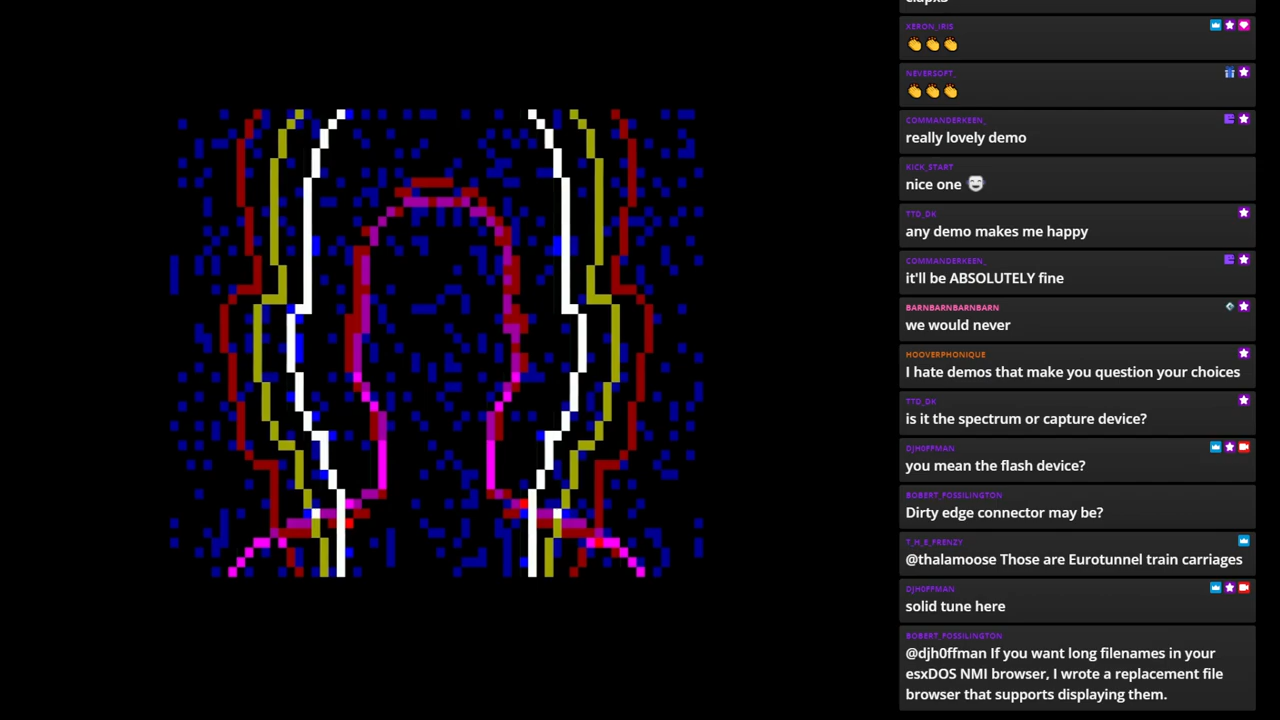 XERON_IRIS
👏 👏 👏
NEVERSOFT_
👏 👏 👏
COMMANDERKEEN_
really lovely demo
KICK_START
nice one
TTD_DK
any demo makes me happy
COMMANDERKEEN_
it'll be ABSOLUTELY fine
BARNBARNBARNBARN
we would never
HOOVERPHONIQUE
I hate demos that make you question your choices
TTD_DK
is it the spectrum or capture device?
DJH0FFMAN
you mean the flash device?
BOBERT_FOSSILINGTON
Dirty edge connector may be?
T_H_E_FRENZY
@thalamoose Those are Eurotunnel train carriages
DJH0FFMAN
solid tune here
BOBERT_FOSSILINGTON
@djh0ffman If you want long filenames in your
esxDOS NMI browser, I wrote a replacement file
browser that supports displaying them.